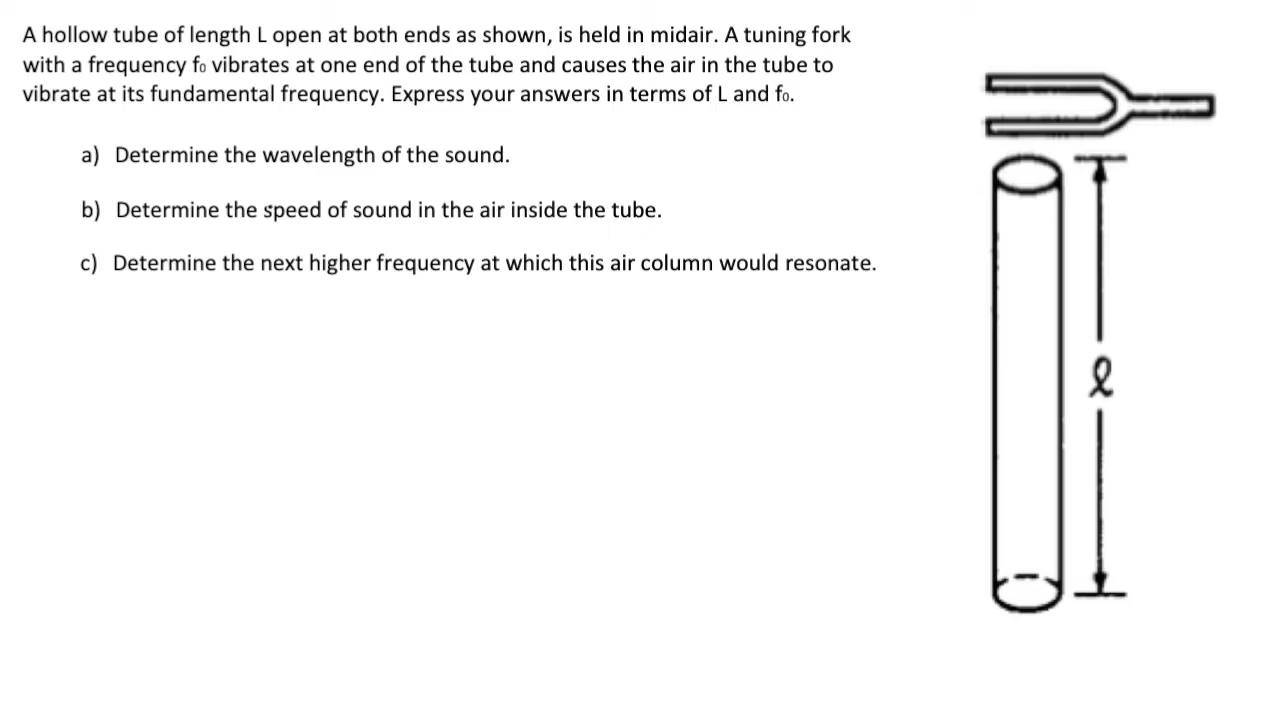 A hollow tube of length L open at both ends as shown, is held in midair. A tuning fork
with a frequency f₀ vibrates at one end of the tube and causes the air in the tube to
vibrate at its fundamental frequency. Express your answers in terms of L and f₀.
a) Determine the wavelength of the sound.
b) Determine the speed of sound in the air inside the tube.
c) Determine the next higher frequency at which this air column would resonate.
ℓ